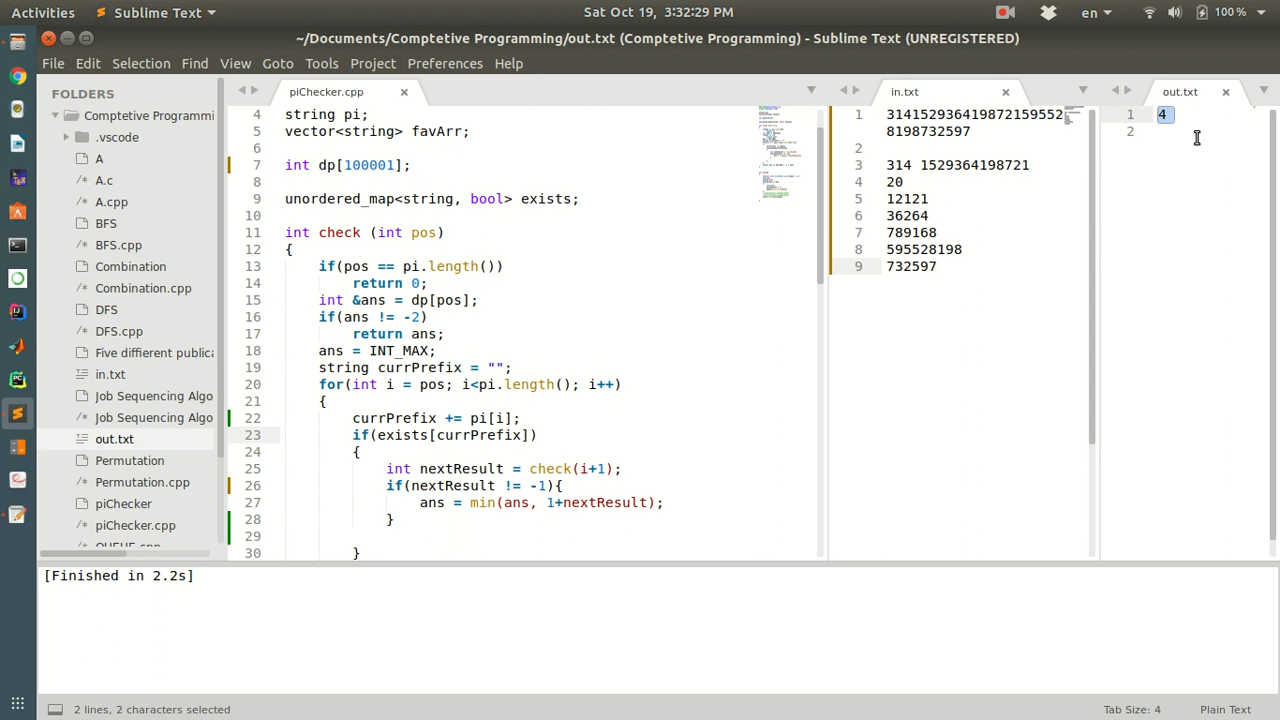 Activities Sublime Text Sat Oct 19, 3:32:29 PM en 100 %
~/Documents/Comptetive Programming/out.txt (Comptetive Programming) - Sublime Text (UNREGISTERED)
File Edit Selection Find View Goto Tools Project Preferences Help
FOLDERS
Comptetive Programmi
.vscode
A
A.c
A.cpp
BFS
BFS.cpp
Combination
Combination.cpp
DFS
DFS.cpp
Five diffierent publica
in.txt
Job Sequencing Algo
Job Sequencing Algo
out.txt
Permutation
Permutation.cpp
piChecker
piChecker.cpp
QUEUE.cpp
piChecker.cpp
4 string pi;
5 vector<string> favArr;
6
7 int dp[100001];
8
9 unordered_map<string, bool> exists;
10
11 int check (int pos)
12 {
13 if(pos == pi.length())
14 return 0;
15 int &ans = dp[pos];
16 if(ans != -2)
17 return ans;
18 ans = INT_MAX;
19 string currPrefix = "";
20 for(int i = pos; i<pi.length(); i++)
21 {
22 currPrefix += pi[i];
23 if(exists[currPrefix])
24 {
25 int nextResult = check(i+1);
26 if(nextResult != -1){
27 ans = min(ans, 1+nextResult);
28 }
29
30 }
in.txt
1 314152936419872159552
8198732597
2
3 314 1529364198721
4 20
5 12121
6 36264
7 789168
8 595528198
9 732597
out.txt
1 4
2
[Finished in 2.2s]
2 lines, 2 characters selected Tab Size: 4 Plain Text